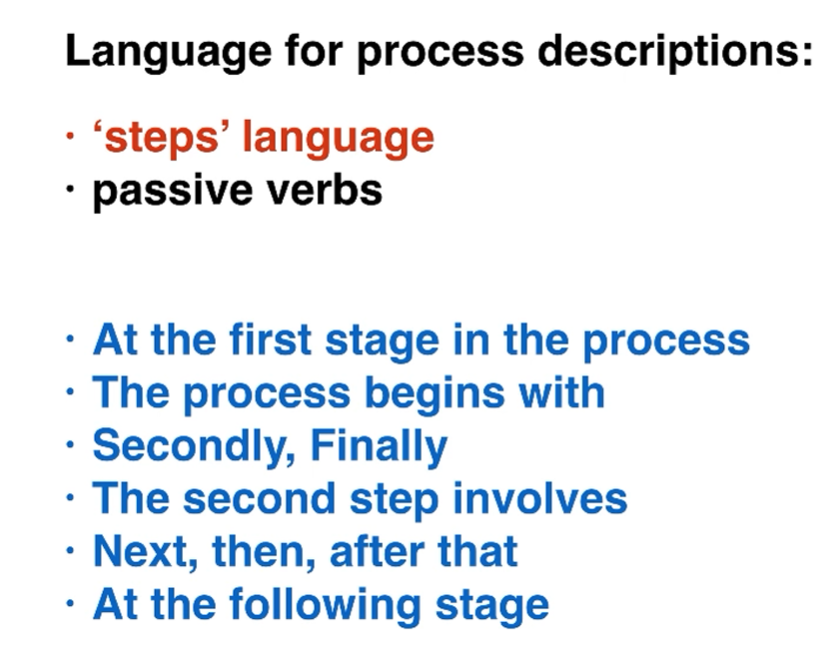 Language for process descriptions:
· ‘steps’ language
· passive verbs
· At the first stage in the process
· The process begins with
· Secondly, Finally
· The second step involves
· Next, then, after that
· At the following stage